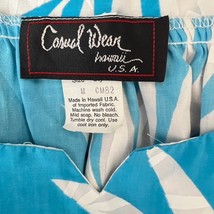 Casual Wear
hawaii
U.S.A.
M CM82
Made in Hawaii U.S.A.
of Imported Fabric.
Machine wash cold.
Mild soap. No bleach.
Tumble dry cool. Use
cool iron only.